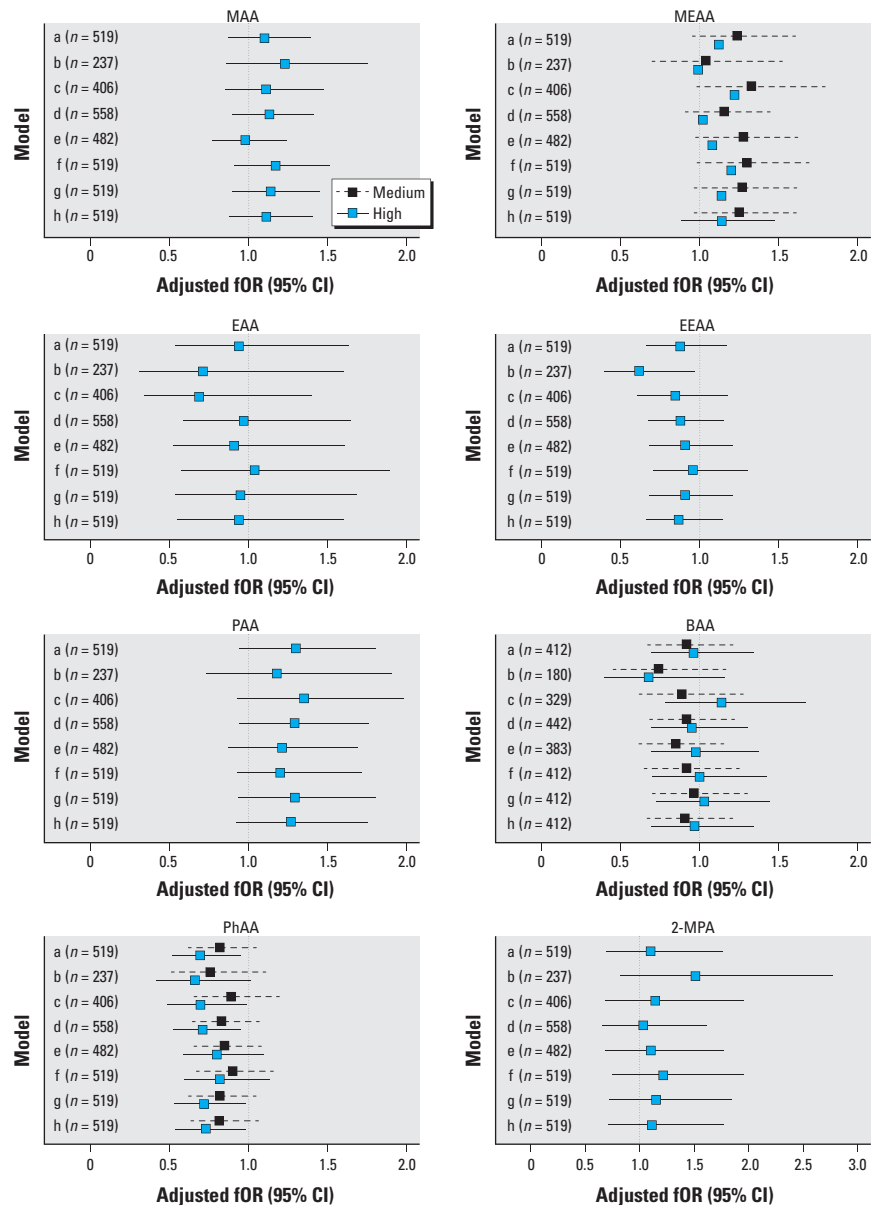 MAA
Model
a (n = 519)
b (n = 237)
c (n = 406)
d (n = 558)
e (n = 482)
f (n = 519)
g (n = 519)
h (n = 519)
Medium
High
0 0.5 1.0 1.5 2.0
Adjusted fOR (95% CI)
MEAA
Model
a (n = 519)
b (n = 237)
c (n = 406)
d (n = 558)
e (n = 482)
f (n = 519)
g (n = 519)
h (n = 519)
0 0.5 1.0 1.5 2.0
Adjusted fOR (95% CI)
EAA
Model
a (n = 519)
b (n = 237)
c (n = 406)
d (n = 558)
e (n = 482)
f (n = 519)
g (n = 519)
h (n = 519)
0 0.5 1.0 1.5 2.0
Adjusted fOR (95% CI)
EEAA
Model
a (n = 519)
b (n = 237)
c (n = 406)
d (n = 558)
e (n = 482)
f (n = 519)
g (n = 519)
h (n = 519)
0 0.5 1.0 1.5 2.0
Adjusted fOR (95% CI)
PAA
Model
a (n = 519)
b (n = 237)
c (n = 406)
d (n = 558)
e (n = 482)
f (n = 519)
g (n = 519)
h (n = 519)
0 0.5 1.0 1.5 2.0
Adjusted fOR (95% CI)
BAA
Model
a (n = 412)
b (n = 180)
c (n = 329)
d (n = 442)
e (n = 383)
f (n = 412)
g (n = 412)
h (n = 412)
0 0.5 1.0 1.5 2.0
Adjusted fOR (95% CI)
PhAA
Model
a (n = 519)
b (n = 237)
c (n = 406)
d (n = 558)
e (n = 482)
f (n = 519)
g (n = 519)
h (n = 519)
0 0.5 1.0 1.5 2.0
Adjusted fOR (95% CI)
2-MPA
Model
a (n = 519)
b (n = 237)
c (n = 406)
d (n = 558)
e (n = 482)
f (n = 519)
g (n = 519)
h (n = 519)
0 0.5 1.0 1.5 2.0 2.5 3.0
Adjusted fOR (95% CI)